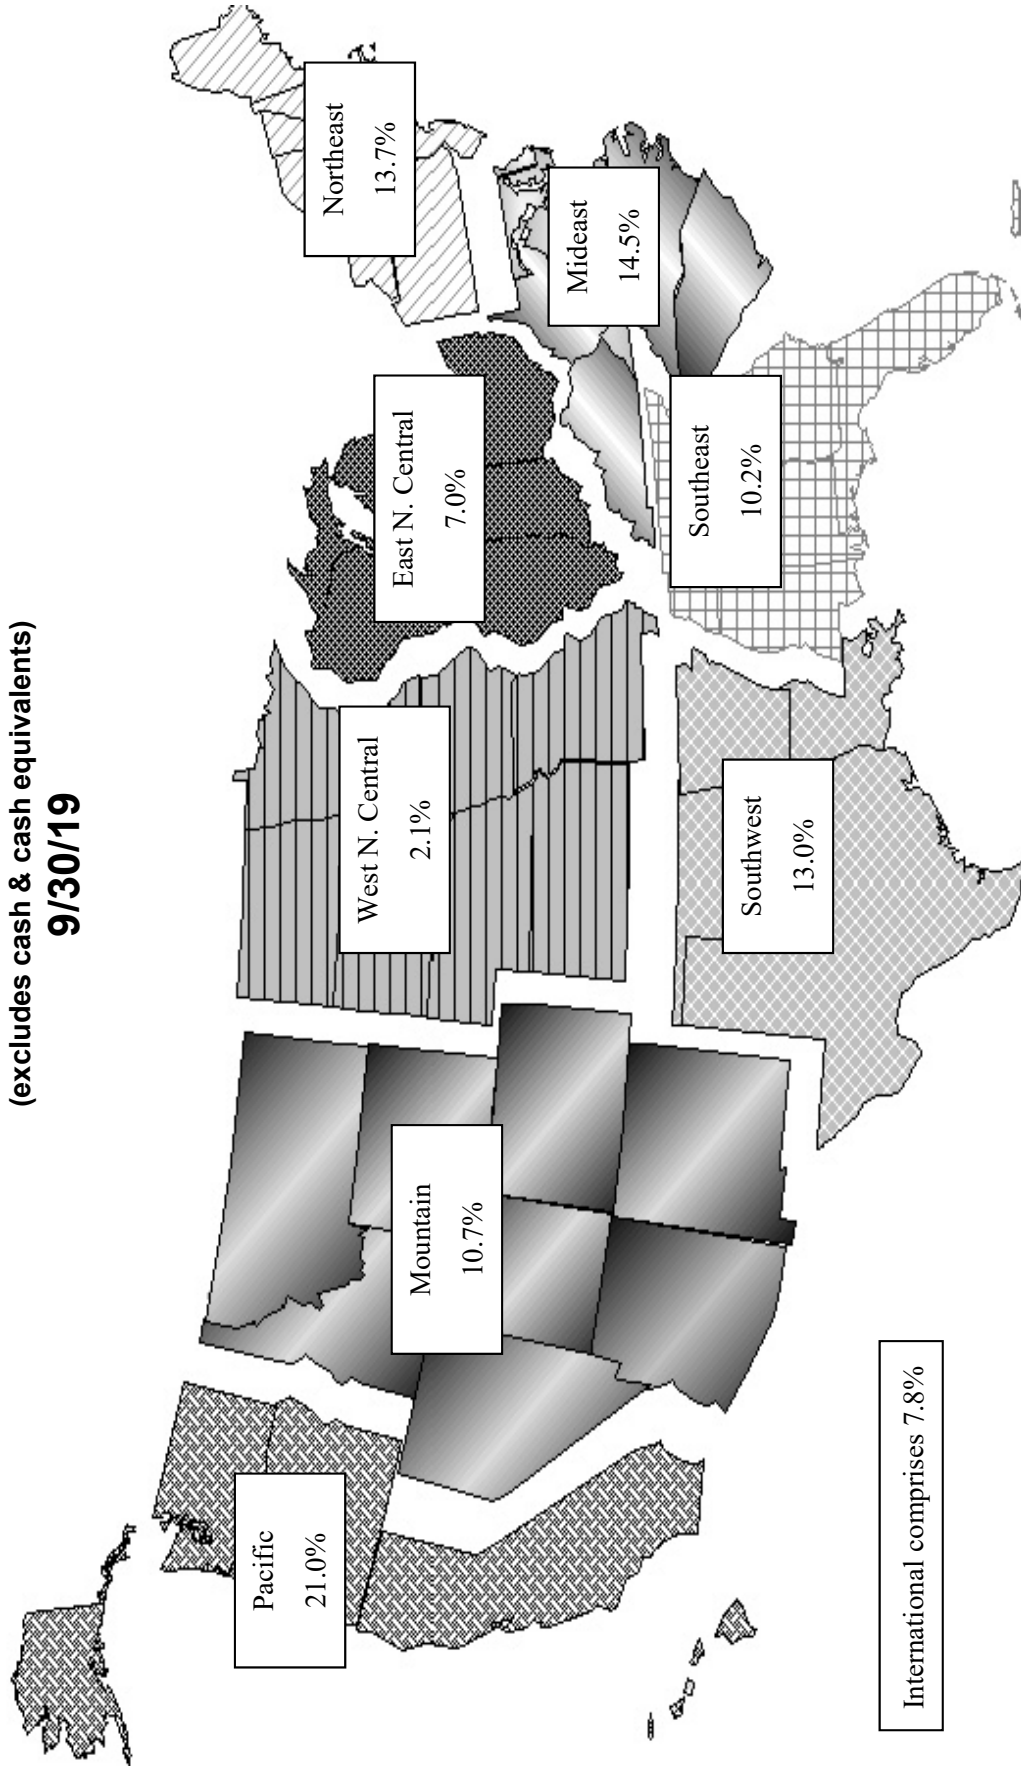 (excludes cash & cash equivalents)
9/30/19
Pacific
21.0%
Mountain
10.7%
West N. Central
2.1%
East N. Central
7.0%
Northeast
13.7%
Mideast
14.5%
Southeast
10.2%
Southwest
13.0%
International comprises 7.8%